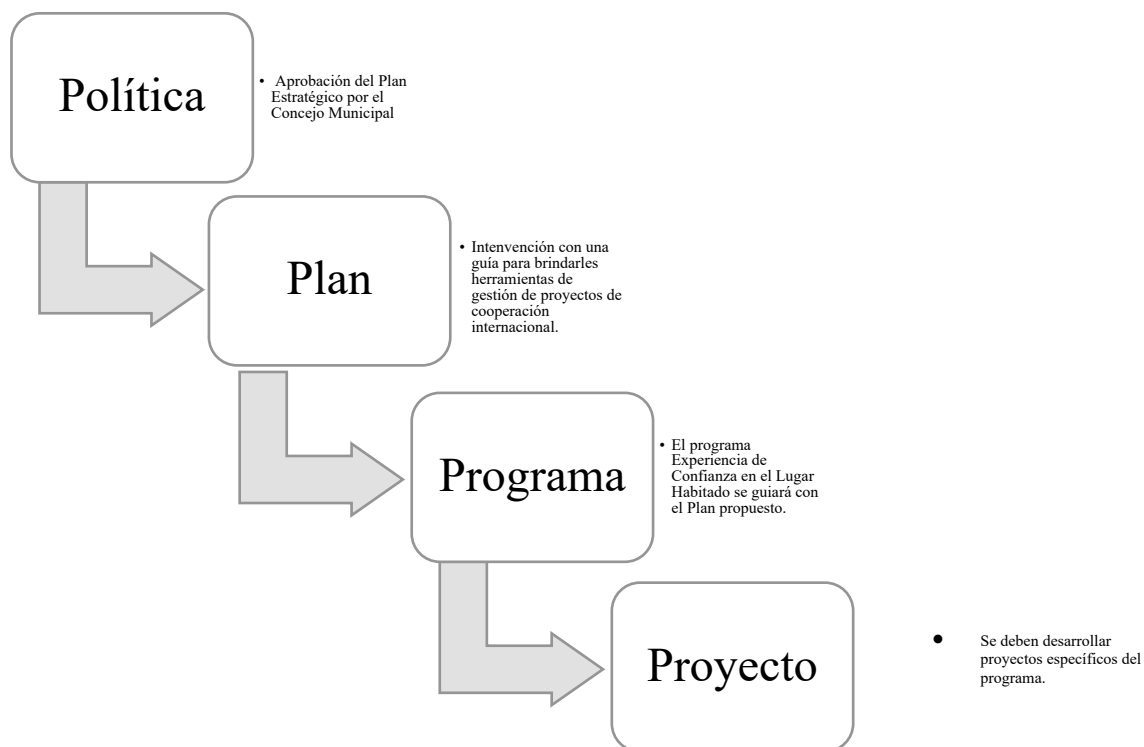 Política
• Aprobación del Plan
Estratégico por el
Concejo Municipal
Plan
• Intenvención con una
guía para brindarles
herramientas de
gestión de proyectos de
cooperación
internacional.
Programa
• El programa
Experiencia de
Confianza en el Lugar
Habitado se guiará con
el Plan propuesto.
Proyecto
• Se deben desarrollar
proyectos específicos del
programa.